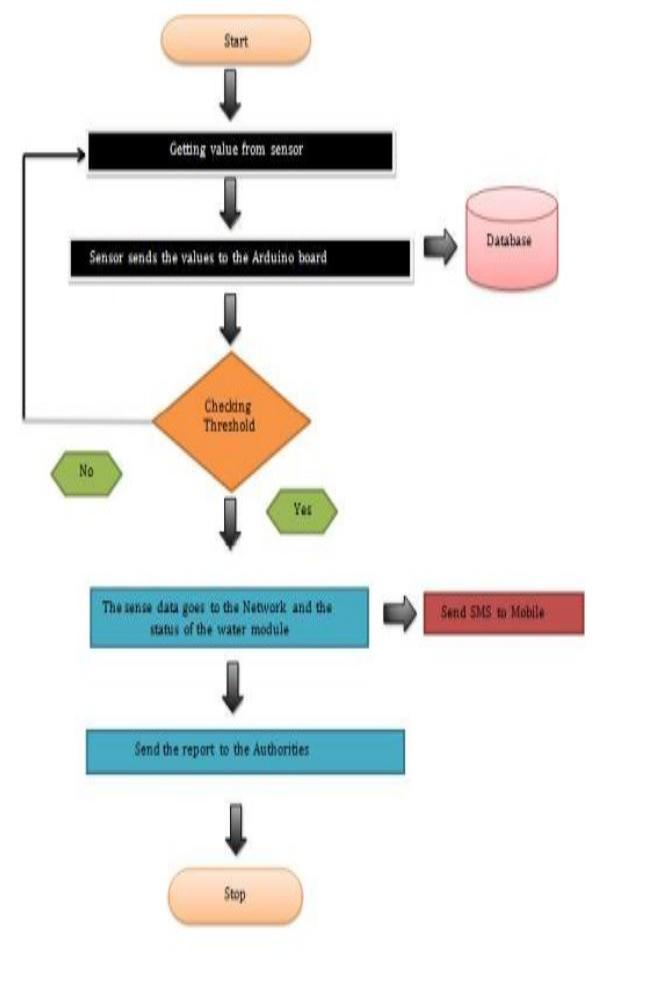 Start
Getting value from sensor
Sensor sends the values to the Arduino board
Database
Checking
Threshold
No
Yes
The sense data goes to the Network and the
status of the water module
Send SMS to Mobile
Send the report to the Authorities
Stop